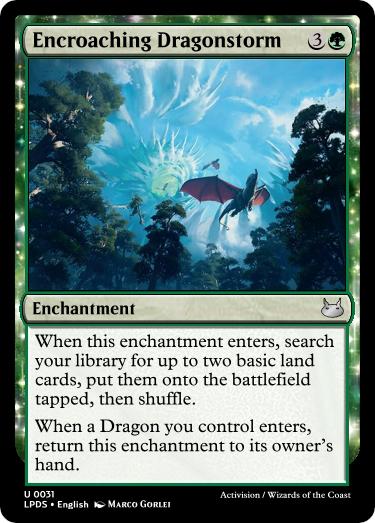 Encroaching Dragonstorm 3
Enchantment
When this enchantment enters, search
your library for up to two basic land
cards, put them onto the battlefield
tapped, then shuffle.
When a Dragon you control enters,
return this enchantment to its owner's
hand.
U 0031
LPDS • English Marco Gorlei
Activision / Wizards of the Coast